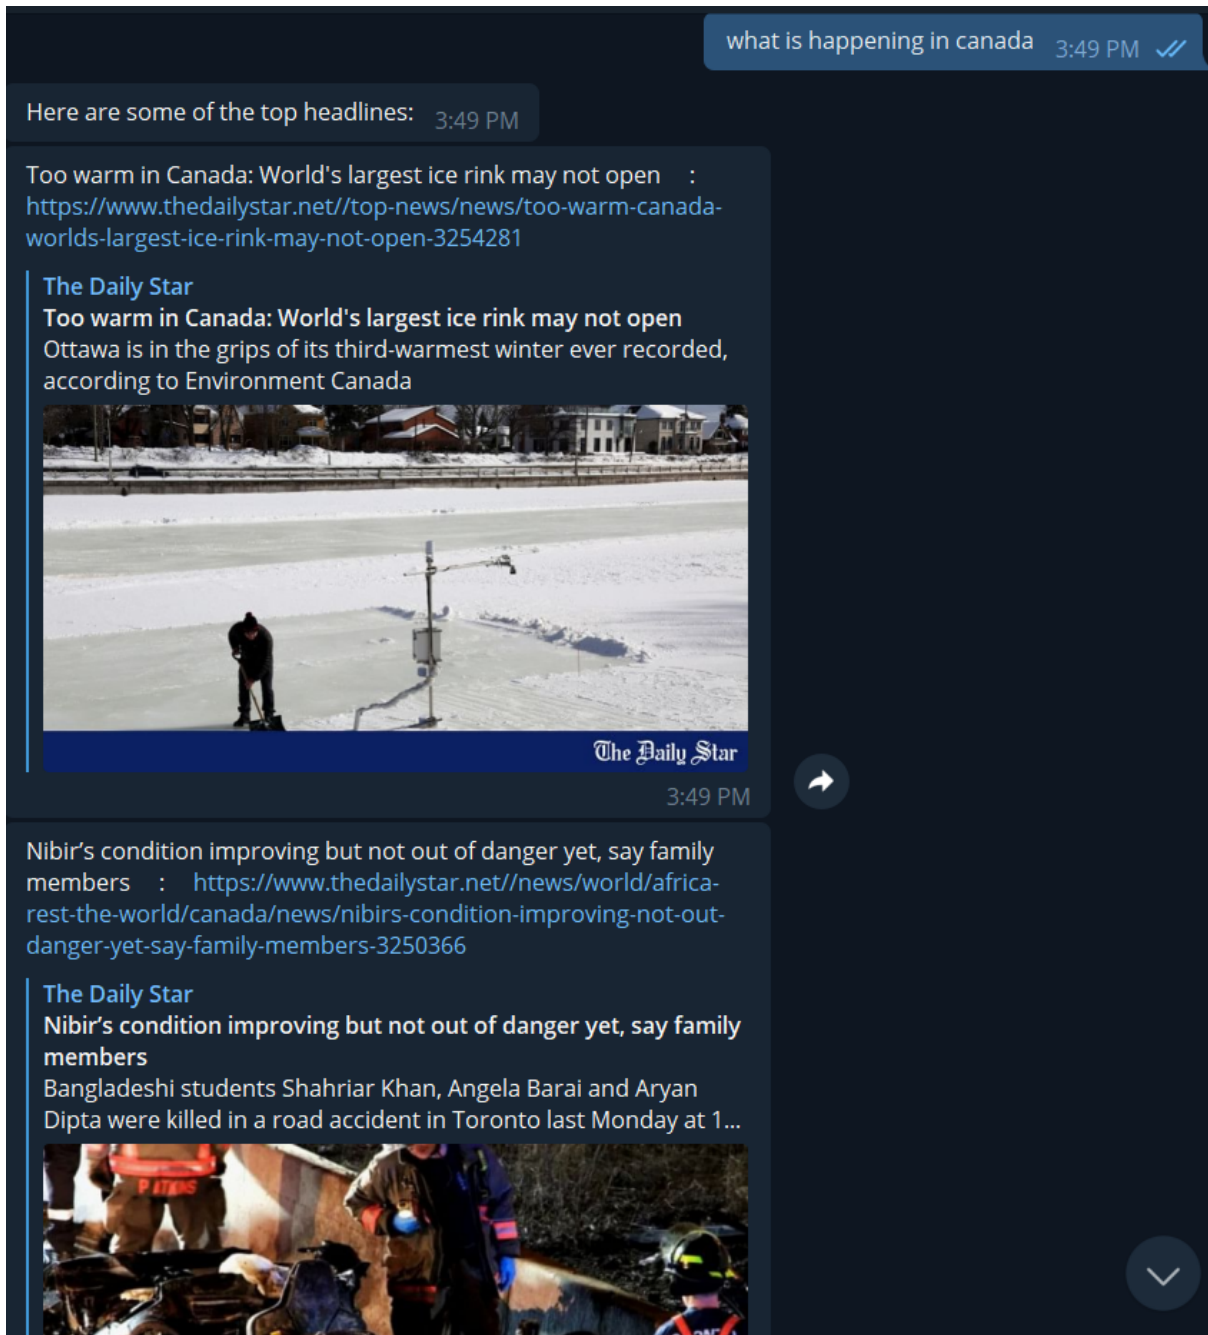 what is happening in canada 3:49 PM
Here are some of the top headlines: 3:49 PM
Too warm in Canada: World's largest ice rink may not open :
https://www.thedailystar.net//top-news/news/too-warm-canada-
worlds-largest-ice-rink-may-not-open-3254281
The Daily Star
Too warm in Canada: World's largest ice rink may not open
Ottawa is in the grips of its third-warmest winter ever recorded,
according to Environment Canada
The Daily Star
3:49 PM
Nibir’s condition improving but not out of danger yet, say family
members : https://www.thedailystar.net//news/world/africa-
rest-the-world/canada/news/nibirs-condition-improving-not-out-
danger-yet-say-family-members-3250366
The Daily Star
Nibir’s condition improving but not out of danger yet, say family
members
Bangladeshi students Shahriar Khan, Angela Barai and Aryan
Dipta were killed in a road accident in Toronto last Monday at 1...